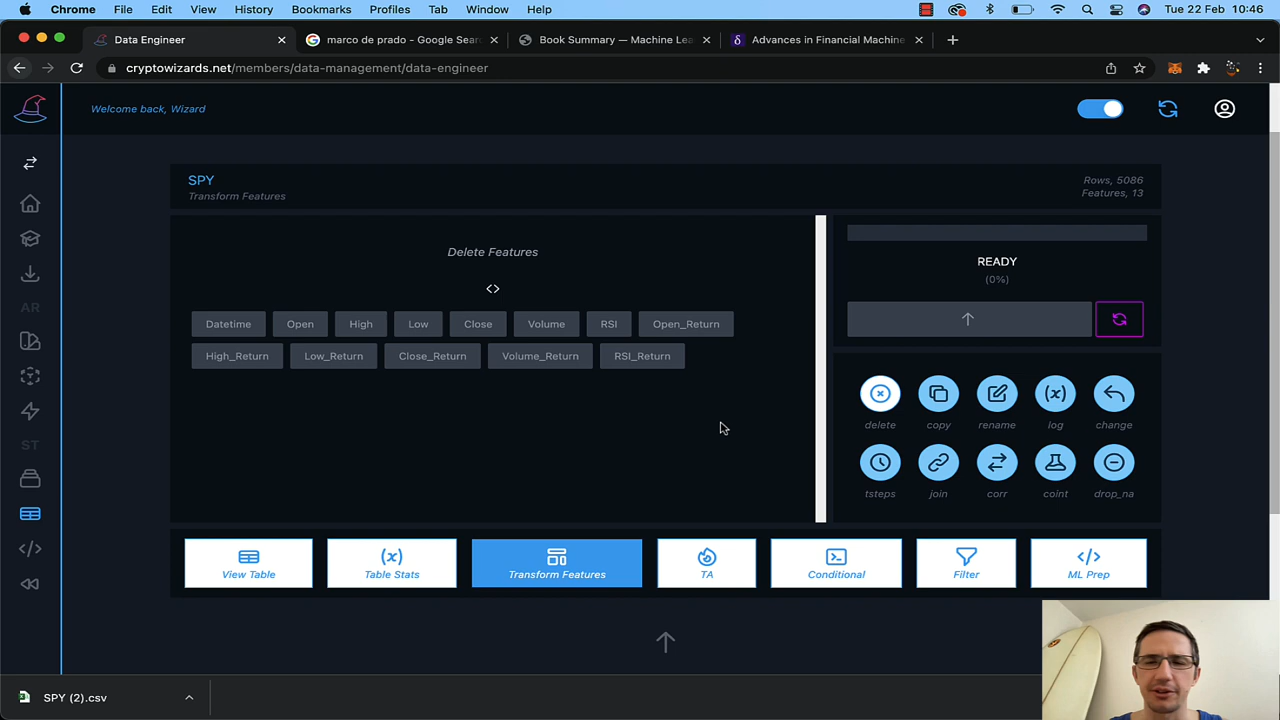 Chrome File Edit View History Bookmarks Profiles Tab Window Help Tue 22 Feb 10:46
Data Engineer marco de prado - Google Sear Book Summary — Machine Lea Advances in Financial Machine
cryptowizards.net/members/data-management/data-engineer
Welcome back, Wizard
SPY
Transform Features
Rows, 5086
Features, 13
Delete Features
<>
Datetime Open High Low Close Volume RSI Open_Return
High_Return Low_Return Close_Return Volume_Return RSI_Return
READY
(0%)
(x)
delete copy rename log change
tsteps join corr coint drop_na
AR
ST
(x) </>
View Table Table Stats Transform Features TA Conditional Filter ML Prep
SPY (2).csv